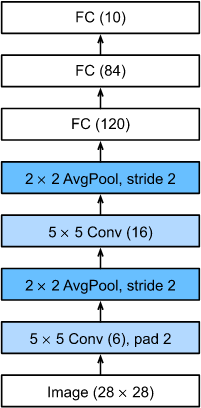 FC (10)
FC (84)
FC (120)
2 × 2 AvgPool, stride 2
5 × 5 Conv (16)
2 × 2 AvgPool, stride 2
5 × 5 Conv (6), pad 2
Image (28 × 28)